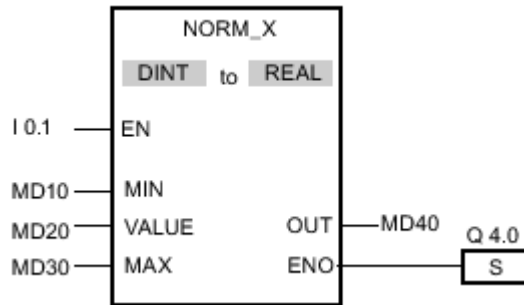 NORM_X
DINT to REAL
I 0.1 EN
MD10 MIN
MD20 VALUE OUT MD40
MD30 MAX ENO
Q 4.0
S